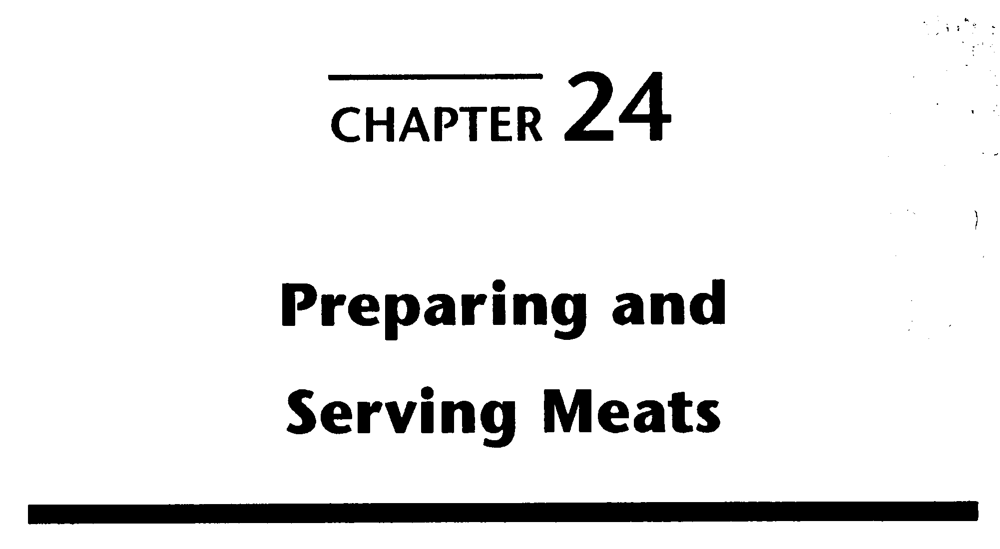 CHAPTER 24
Preparing and
Serving Meats